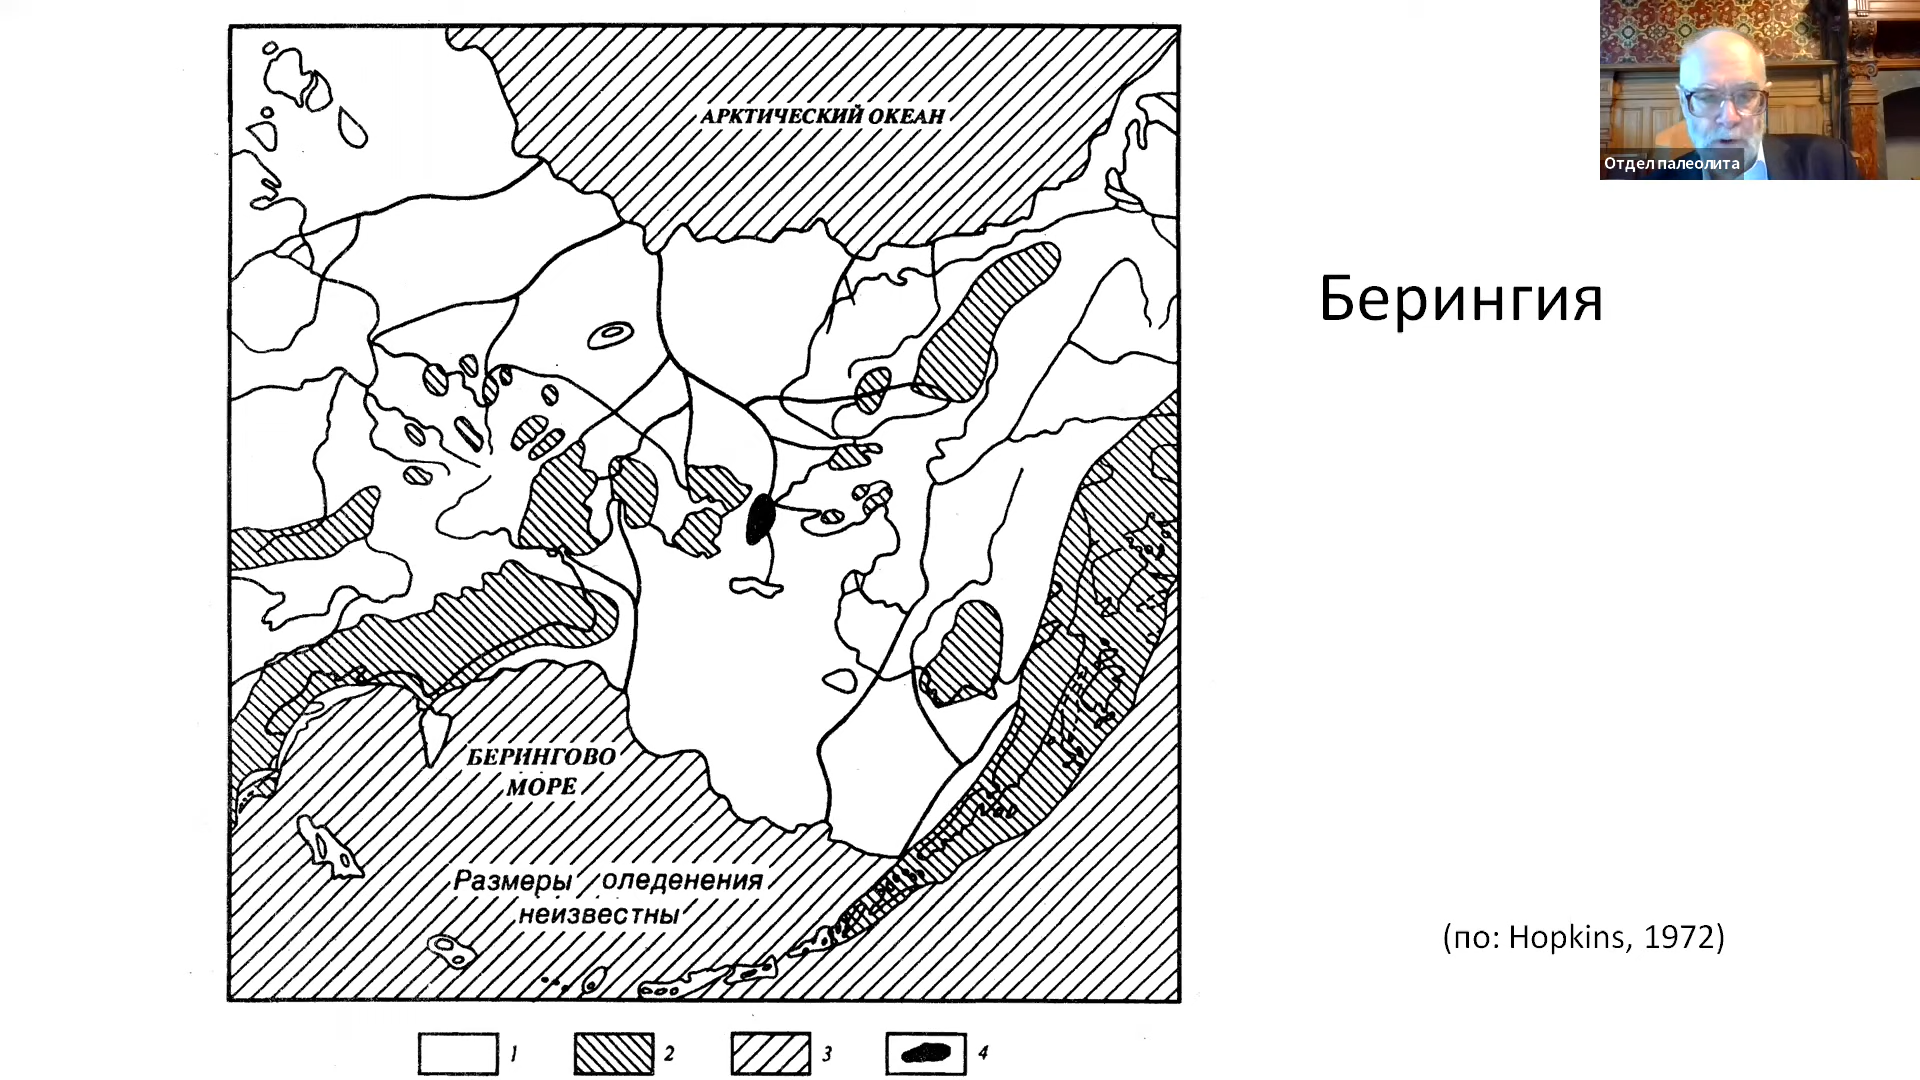 АРКТИЧЕСКИЙ ОКЕАН
Отдел палеолита
Берингия
БЕРИНГОВО
МОРЕ
Размеры оледенения
неизвестны
(по: Hopkins, 1972)
1 2 3 4